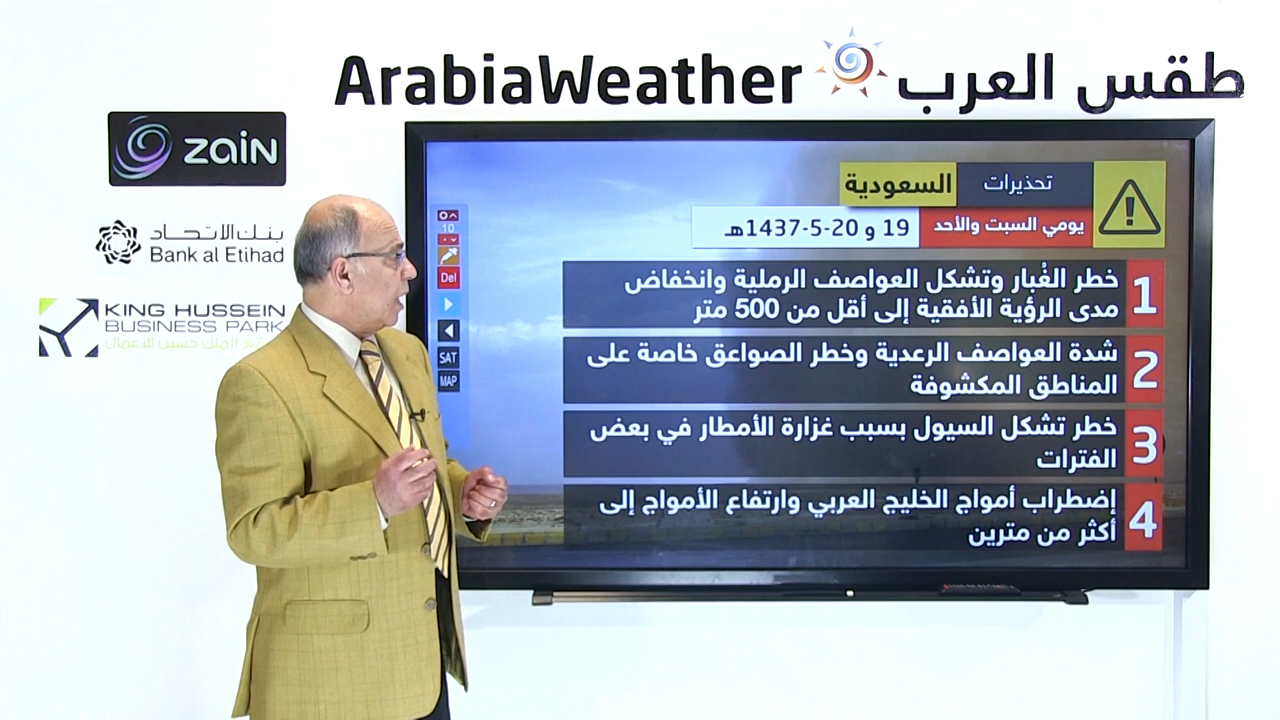 ArabiaWeather طقس العرب
zain
بنك الاتحاد
Bank al Etihad
KING HUSSEIN
BUSINESS PARK
تحذيرات السعودية
يومي السبت والأحد 19 و 20-5-1437هـ
10
Del
SAT
MAP
1 خطر الغُبار وتشكل العواصف الرملية وانخفاض
مدى الرؤية الأفقية إلى أقل من 500 متر
2 شدة العواصف الرعدية وخطر الصواعق خاصة على
المناطق المكشوفة
3 خطر تشكل السيول بسبب غزارة الأمطار في بعض
الفترات
4 إضطراب أمواج الخليج العربي وارتفاع الأمواج إلى
أكثر من مترين